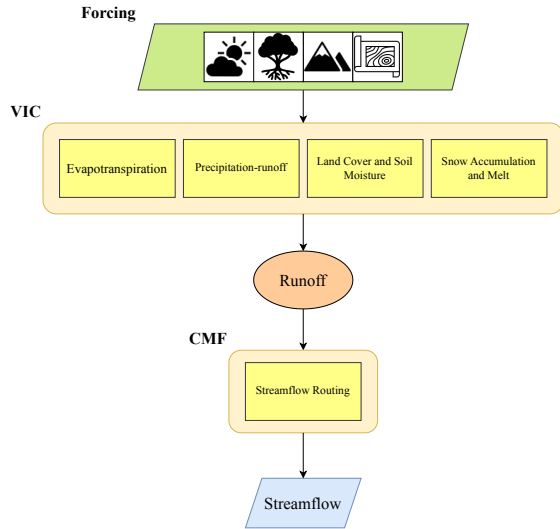 Forcing
VIC
Evapotranspiration
Precipitation-runoff
Land Cover and Soil
Moisture
Snow Accumulation
and Melt
Runoff
CMF
Streamflow Routing
Streamflow